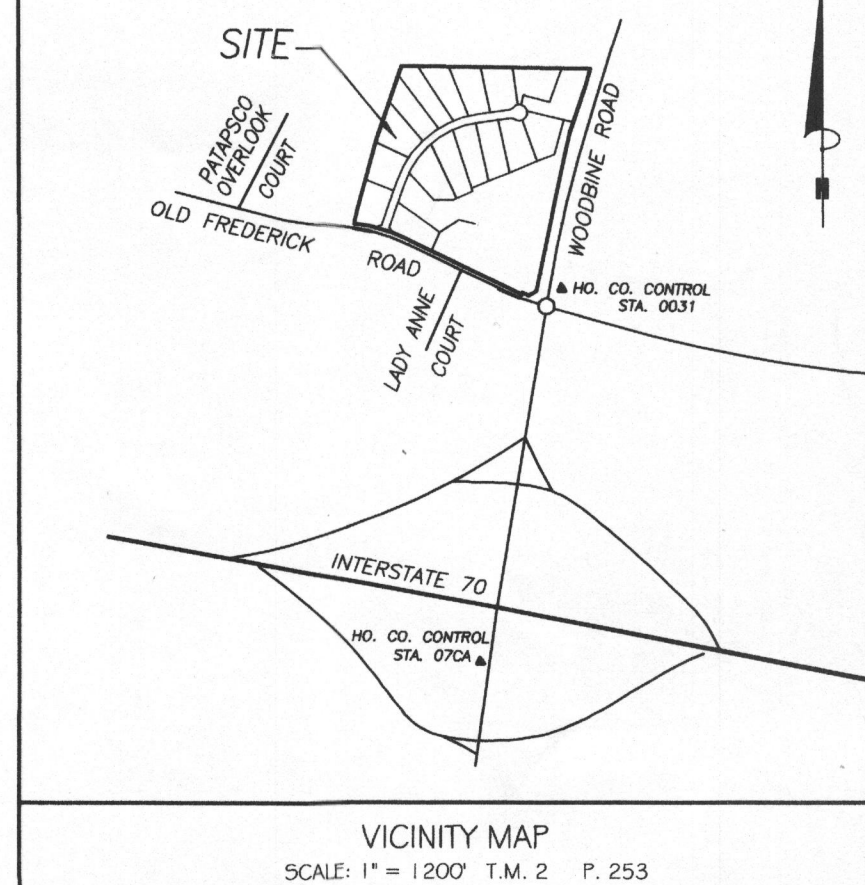 SITE
PATAPSCO
OVERLOOK
COURT
OLD FREDERICK
ROAD
WOODBINE ROAD
HO. CO. CONTROL
STA. 0031
LADY ANNE
COURT
INTERSTATE 70
HO. CO. CONTROL
STA. 07CA
VICINITY MAP
SCALE: 1" = 1200' T.M. 2 P. 253